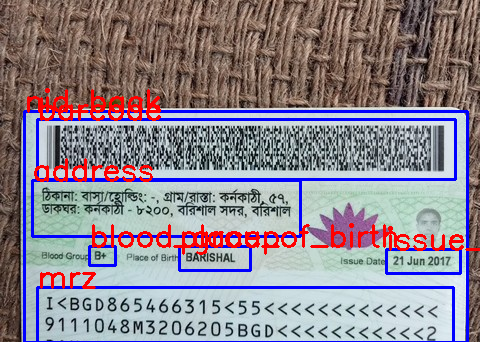 nid_back
barcode
address
ঠিকানা: বাসা/হোল্ডিং: -, গ্রাম/রাস্তা: কর্নকাঠী, ৫৭,
ডাকঘর: কর্নকাঠী - ৮২০০, বরিশাল সদর, বরিশাল
blood_group place_of_birth issue_
Blood Group B+ Place of Birth BARISHAL Issue Date 21 Jun 2017
mrz
I<BGD865466315<55<<<<<<<<<<<<<
9111048M3206205BGD<<<<<<<<<<<2